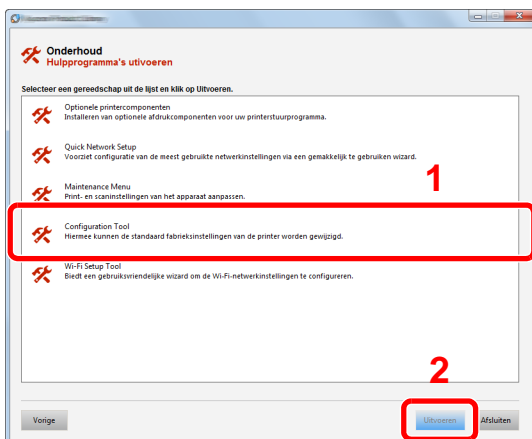 Onderhoud
Hulpprogramma's utivoeren
Selecteer een gereedschap uit de lijst en klik op Uitvoeren.
Optionele printercomponenten
Installeren van optionele afdrukcomponenten voor uw printerstuurprogramma.
Quick Network Setup
Voorziet configuratie van de meest gebruikte netwerkinstellingen via een gemakkelijk te gebruiken wizard.
1
Maintenance Menu
Print- en scaninstellingen van het apparaat aanpassen.
Configuration Tool
Hiermee kunnen de standaard fabrieksinstellingen van de printer worden gewijzigd.
Wi-Fi Setup Tool
Biedt een gebruiksvriendelijke wizard om de Wi-Fi-netwerkinstellingen te configureren.
2
Vorige
Uitvoeren
Afsluiten